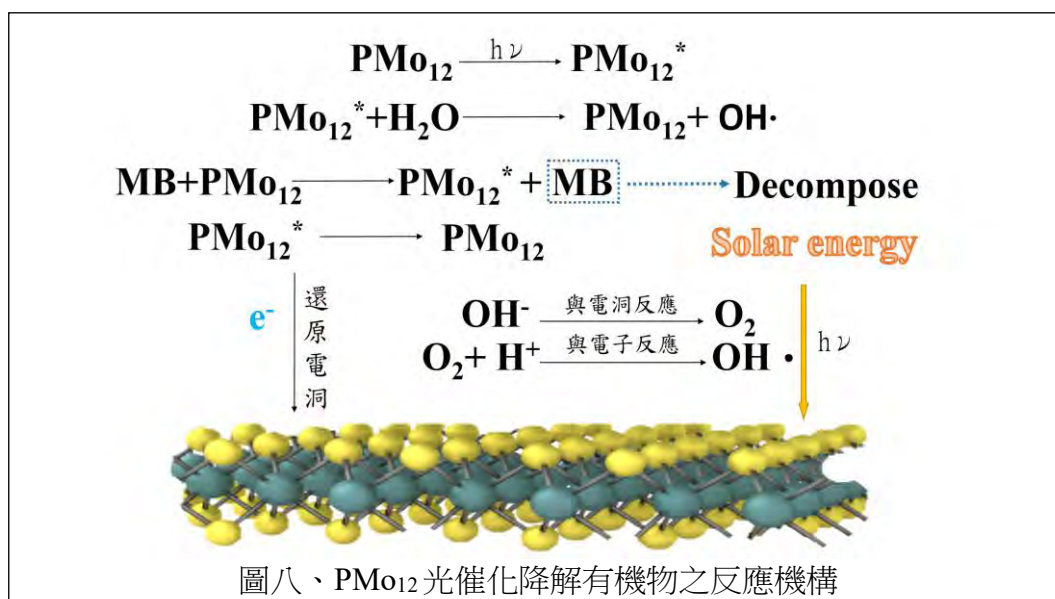 hν
PMo₁₂ → PMo₁₂*
PMo₁₂*+H₂O → PMo₁₂+ OH·
MB+PMo₁₂ → PMo₁₂* + MB → Decompose
PMo₁₂* → PMo₁₂
Solar energy
e⁻
還原電洞
OH⁻ 與電洞反應 → O₂
O₂+ H⁺ 與電子反應 → OH ·
hν
圖八、PMo₁₂光催化降解有機物之反應機構